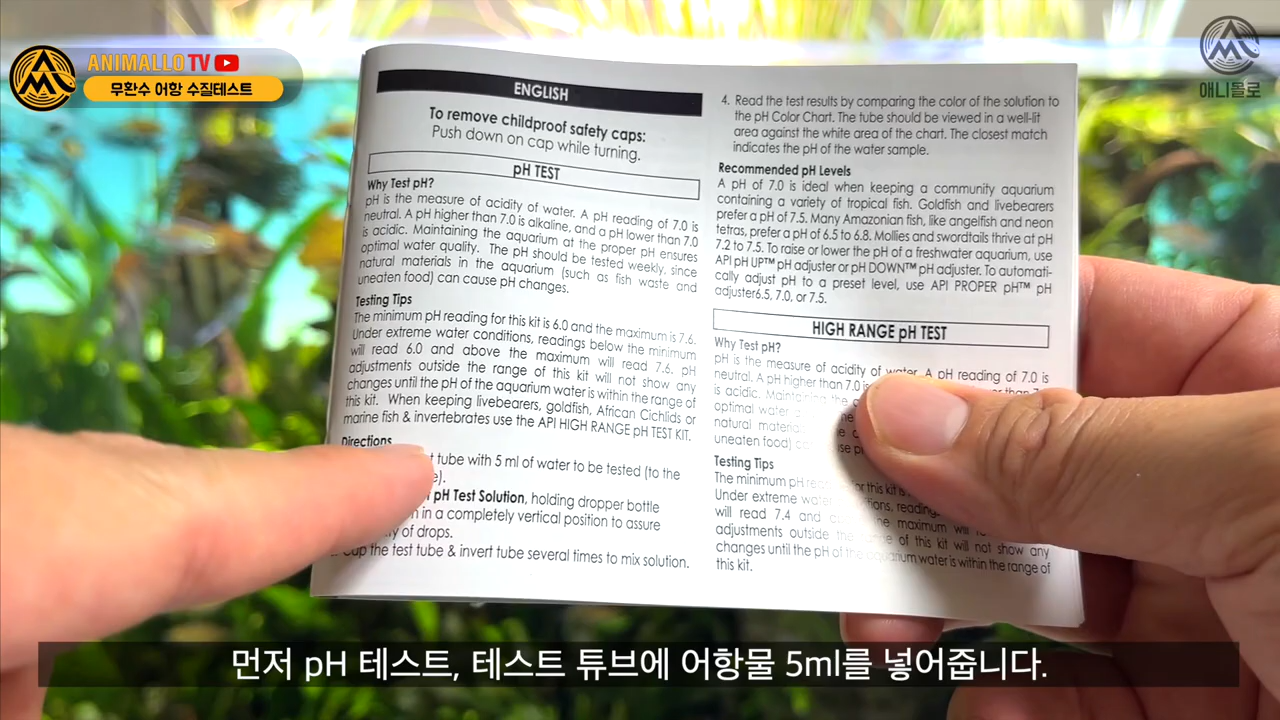 ANIMALLO TV
무환수 어항 수질테스트
애니몰로
ENGLISH
To remove childproof safety caps:
Push down on cap while turning.
pH TEST
Why Test pH?
pH is the measure of acidity of water. A pH reading of 7.0 is
neutral. A pH higher than 7.0 is alkaline, and a pH lower than 7.0
is acidic. Maintaining the aquarium at the proper pH ensures
optimal water quality. The pH should be tested weekly, since
natural materials in the aquarium (such as fish waste and
uneaten food) can cause pH changes.
Testing Tips
The minimum pH reading for this kit is 6.0 and the maximum is 7.6.
Under extreme water conditions, readings below the minimum
will read 6.0 and above the maximum will read 7.6. pH
adjustments outside the range of this kit will not show any
changes until the pH of the aquarium water is within the range of
this kit. When keeping livebearers, goldfish, African Cichlids or
marine fish & invertebrates use the API HIGH RANGE pH TEST KIT.
Directions
tube with 5 ml of water to be tested (to the
pH Test Solution, holding dropper bottle
in a completely vertical position to assure
of drops.
Cap the test tube & invert tube several times to mix solution.
4. Read the test results by comparing the color of the solution to
the pH Color Chart. The tube should be viewed in a well-lit
area against the white area of the chart. The closest match
indicates the pH of the water sample.
Recommended pH Levels
A pH of 7.0 is ideal when keeping a community aquarium
containing a variety of tropical fish. Goldfish and livebearers
prefer a pH of 7.5. Many Amazonian fish, like angelfish and neon
tetras, prefer a pH of 6.5 to 6.8. Mollies and swordtails thrive at pH
7.2 to 7.5. To raise or lower the pH of a freshwater aquarium, use
API pH UP™ pH adjuster or pH DOWN™ pH adjuster. To automati-
cally adjust pH to a preset level, use API PROPER pH™ pH
adjuster6.5, 7.0, or 7.5.
HIGH RANGE pH TEST
Why Test pH?
pH is the measure of acidity of water. A pH reading of 7.0 is
neutral. A pH higher than 7.0 is
is acidic. Maintaining the
optimal water
natural
uneaten food)
Testing Tips
The minimum pH for this kit is
Under extreme
will read 7.4 and the maximum will
adjustments outside the of this kit will not show any
changes until the pH of the aquarium water is within the range of
this kit.
먼저 pH 테스트, 테스트 튜브에 어항물 5ml를 넣어줍니다.